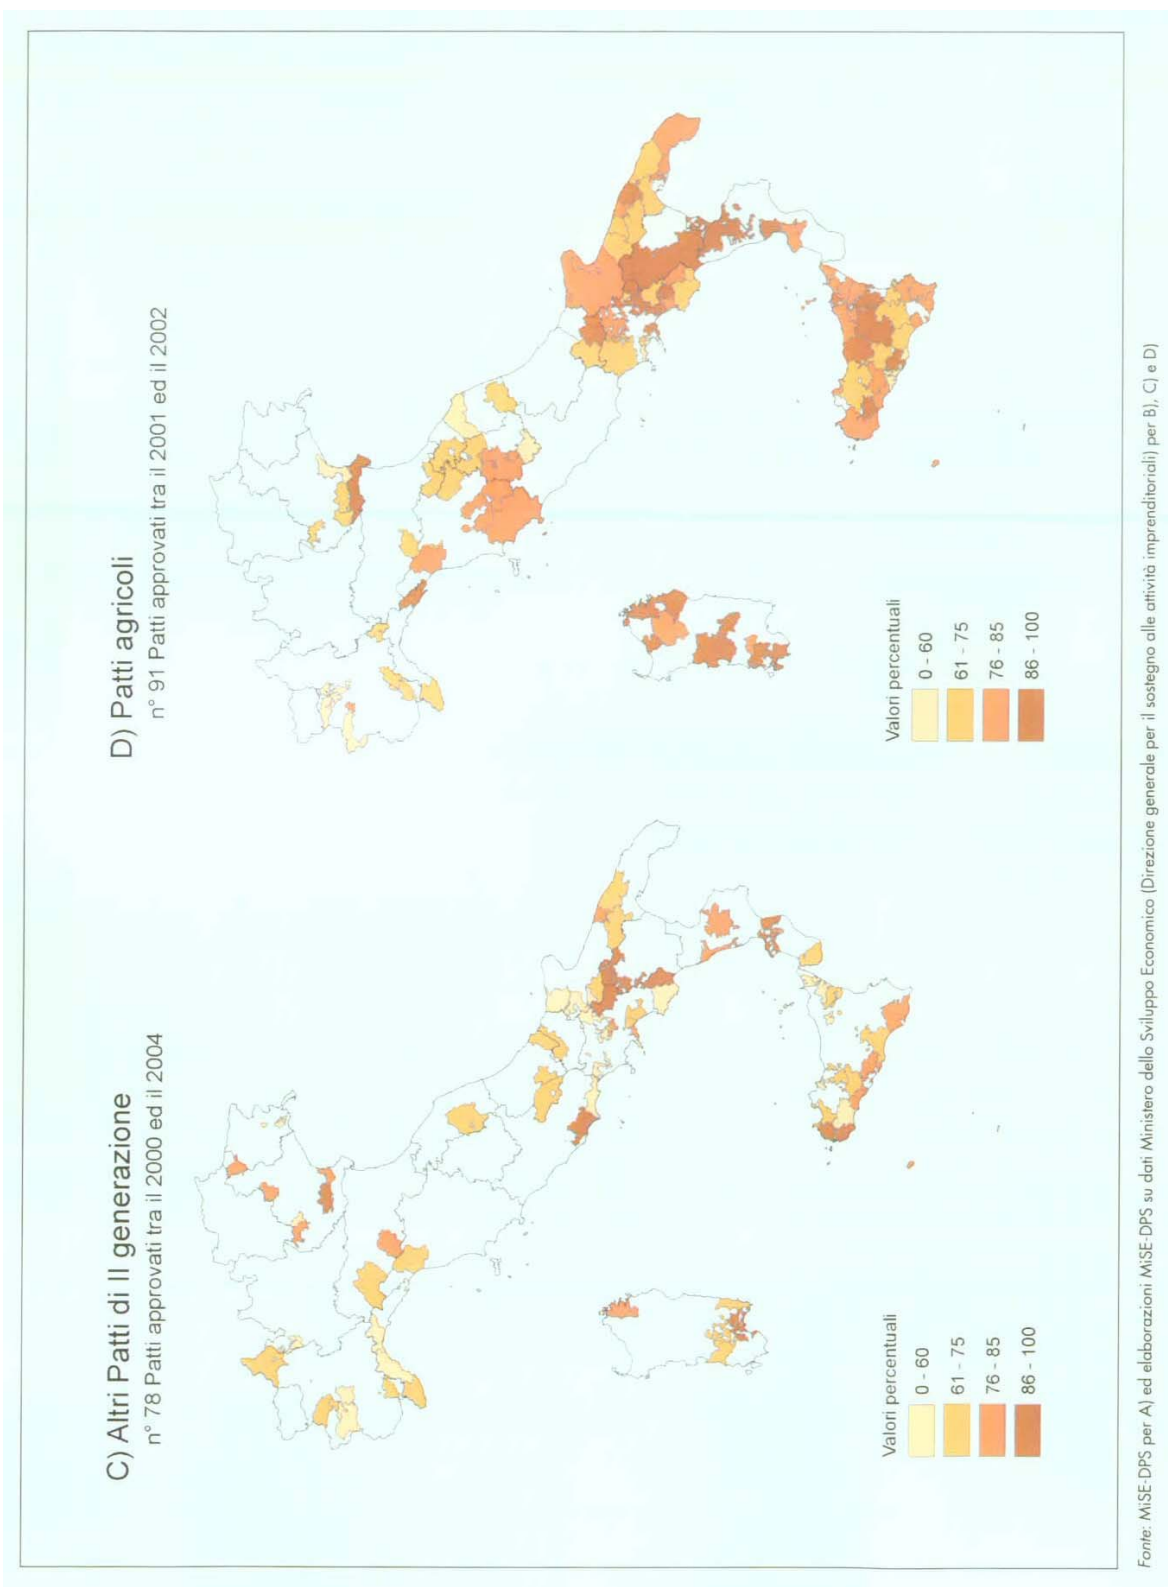 C) Altri Patti di II generazione
n° 78 Patti approvati tra il 2000 ed il 2004
Valori percentuali
0 - 60
61 - 75
76 - 85
86 - 100
D) Patti agricoli
n° 91 Patti approvati tra il 2001 ed il 2002
Valori percentuali
0 - 60
61 - 75
76 - 85
86 - 100
Fonte: MiSE-DPS per A) ed elaborazioni MiSE-DPS su dati Ministero dello Sviluppo Economico (Direzione generale per il sostegno alle attività imprenditoriali) per B), C) e D)